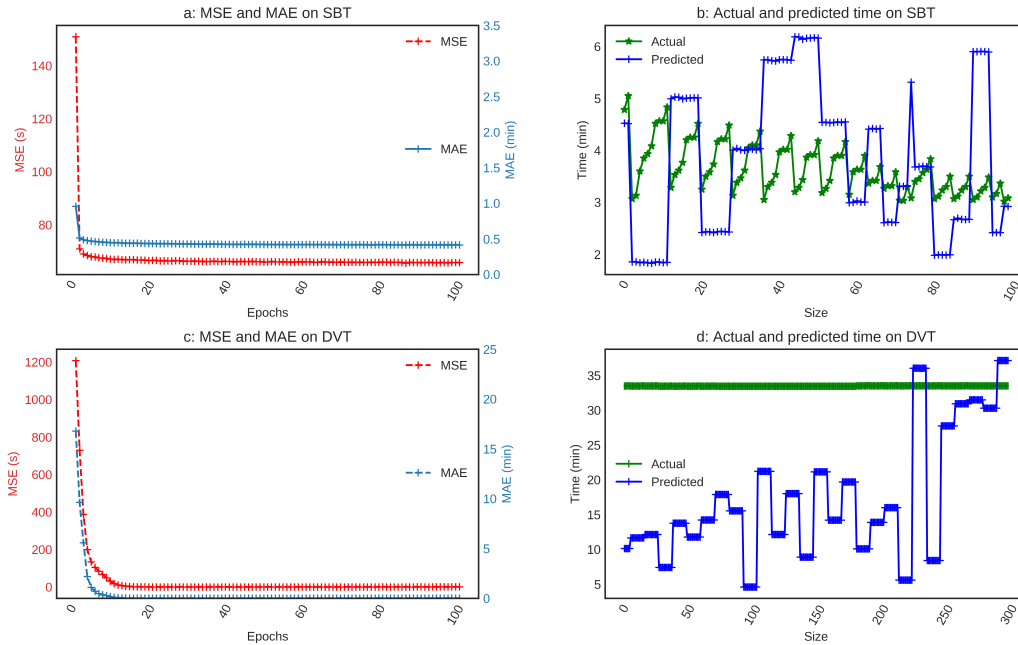 a: MSE and MAE on SBT
MSE (s)
140
120
100
80
3.5
3.0
2.5
2.0
1.5
1.0
0.5
0.0
MAE (min)
MSE
MAE
0
20
40
60
80
100
Epochs
b: Actual and predicted time on SBT
Time (min)
6
5
4
3
2
Actual
Predicted
0
20
40
60
80
100
Size
c: MSE and MAE on DVT
MSE (s)
1200
1000
800
600
400
200
0
25
20
15
10
5
0
MAE (min)
MSE
MAE
0
20
40
60
80
100
Epochs
d: Actual and predicted time on DVT
Time (min)
35
30
25
20
15
10
5
Actual
Predicted
0
50
100
150
200
250
300
Size